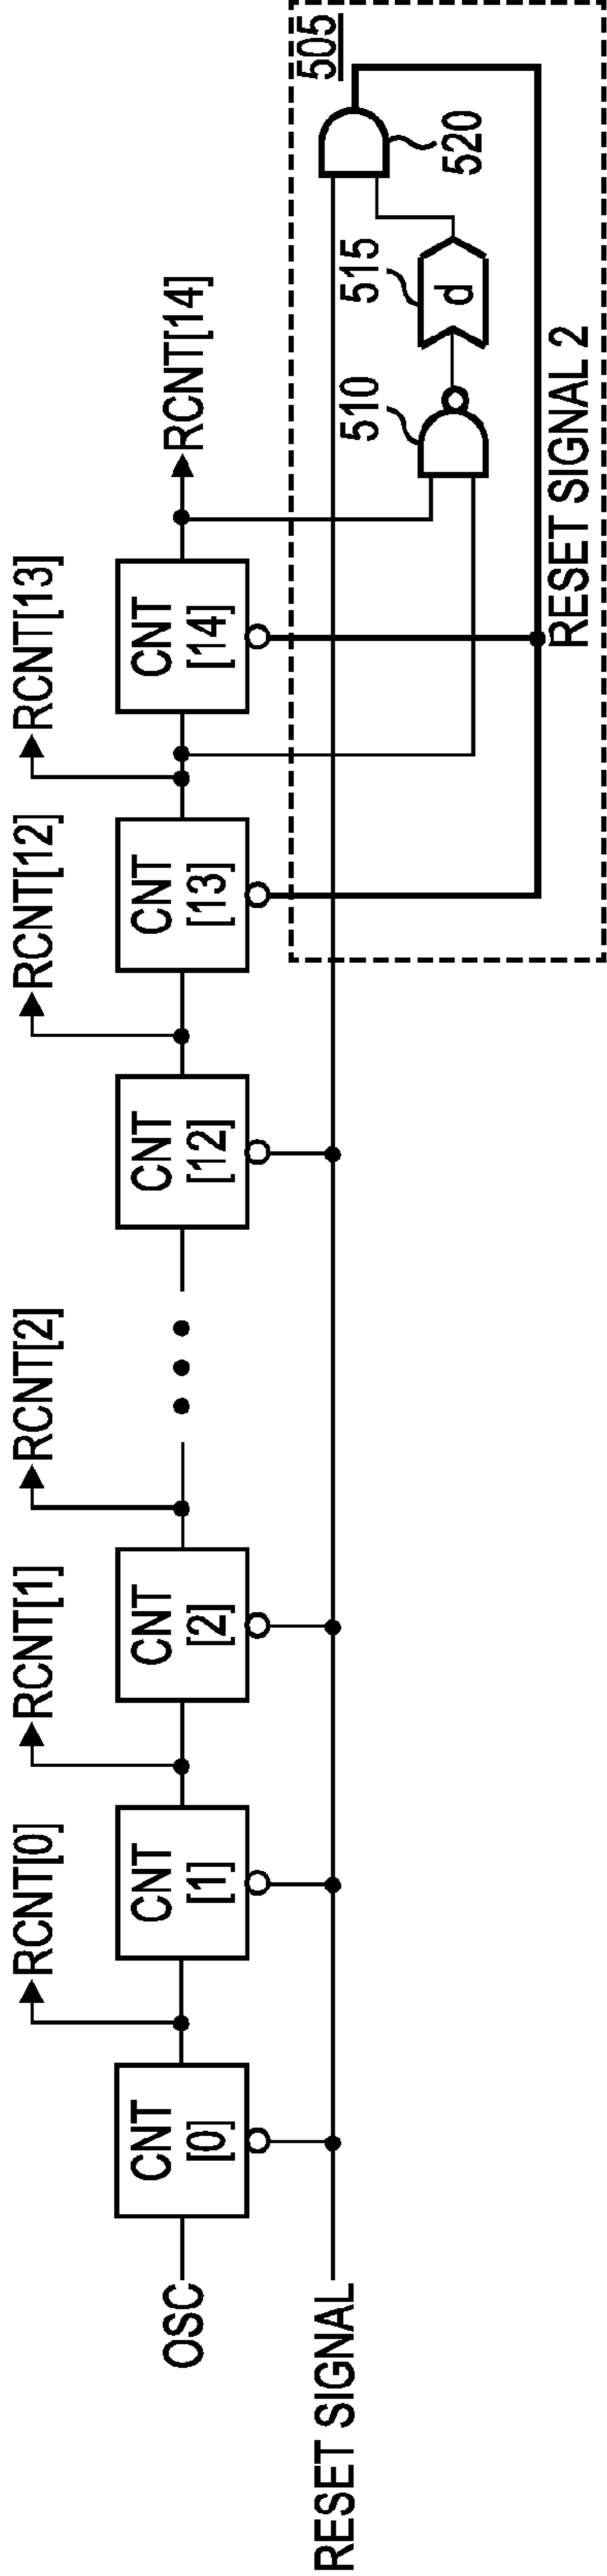 RCNT[0]
RCNT[1]
RCNT[2]
RCNT[12]
RCNT[13]
OSC
CNT
[0]
CNT
[1]
CNT
[2]
CNT
[12]
CNT
[13]
CNT
[14]
RCNT[14]
RESET SIGNAL
505
510
515
d
520
RESET SIGNAL 2